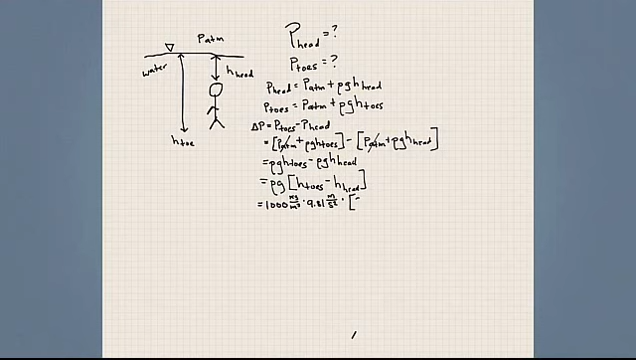 Patm
water
hhead
htoe
Phead = ?
Ptoes = ?
Phead = Patm + ρghhead
Ptoes = Patm + ρghtoes
ΔP = Ptoes - Phead
= [Patm + ρghtoes] - [Patm + ρghhead]
= ρghtoes - ρghhead
= ρg[htoes - hhead]
= 1000 kg/m³ · 9.81 m/s² · [